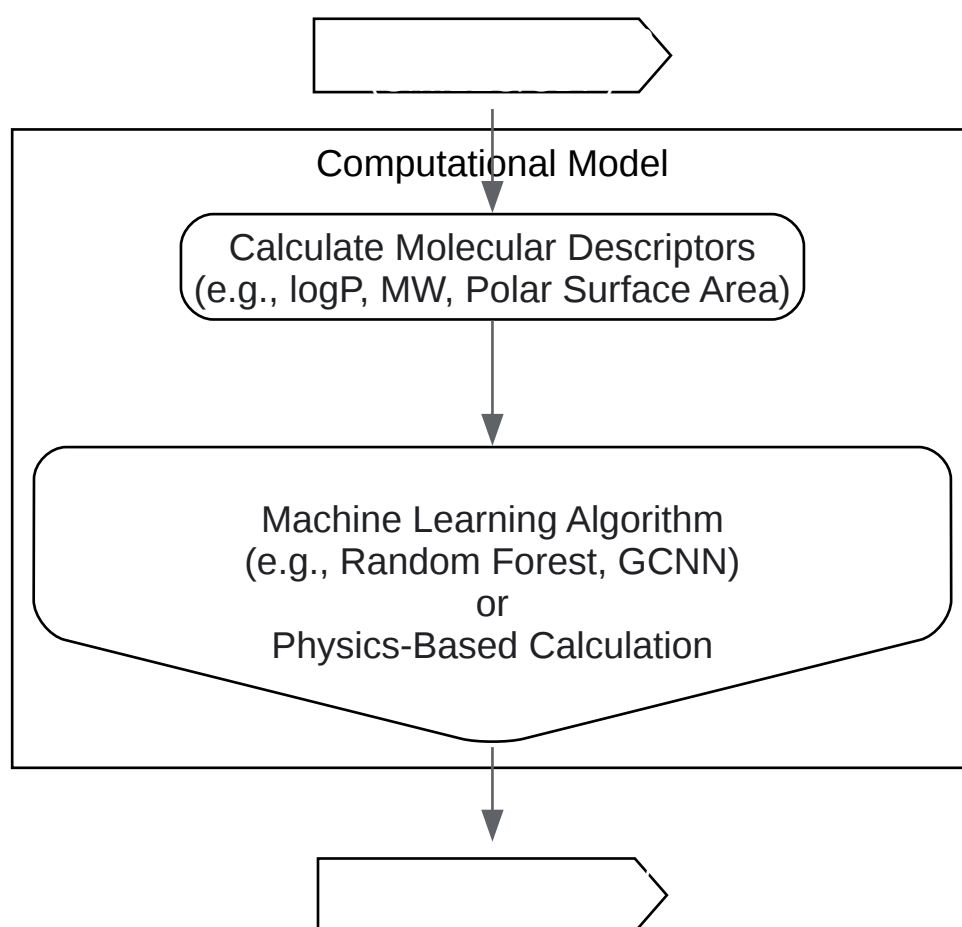 Computational Model
Calculate Molecular Descriptors
(e.g., logP, MW, Polar Surface Area)
Machine Learning Algorithm
(e.g., Random Forest, GCNN)
or
Physics-Based Calculation